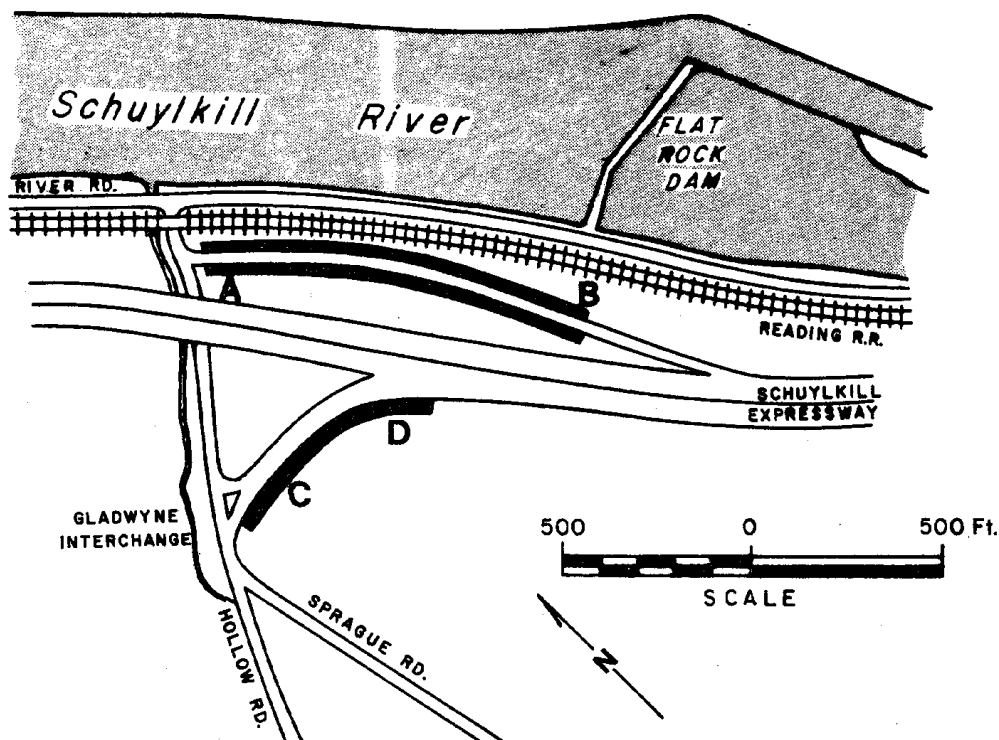 Schuylkill River
FLAT
ROCK
DAM
RIVER RD.
A
B
READING R.R.
SCHUYLKILL
EXPRESSWAY
D
C
GLADWYNE
INTERCHANGE
500 0 500 Ft.
SCALE
SPRAGUE RD.
HOLLOW RD.
N